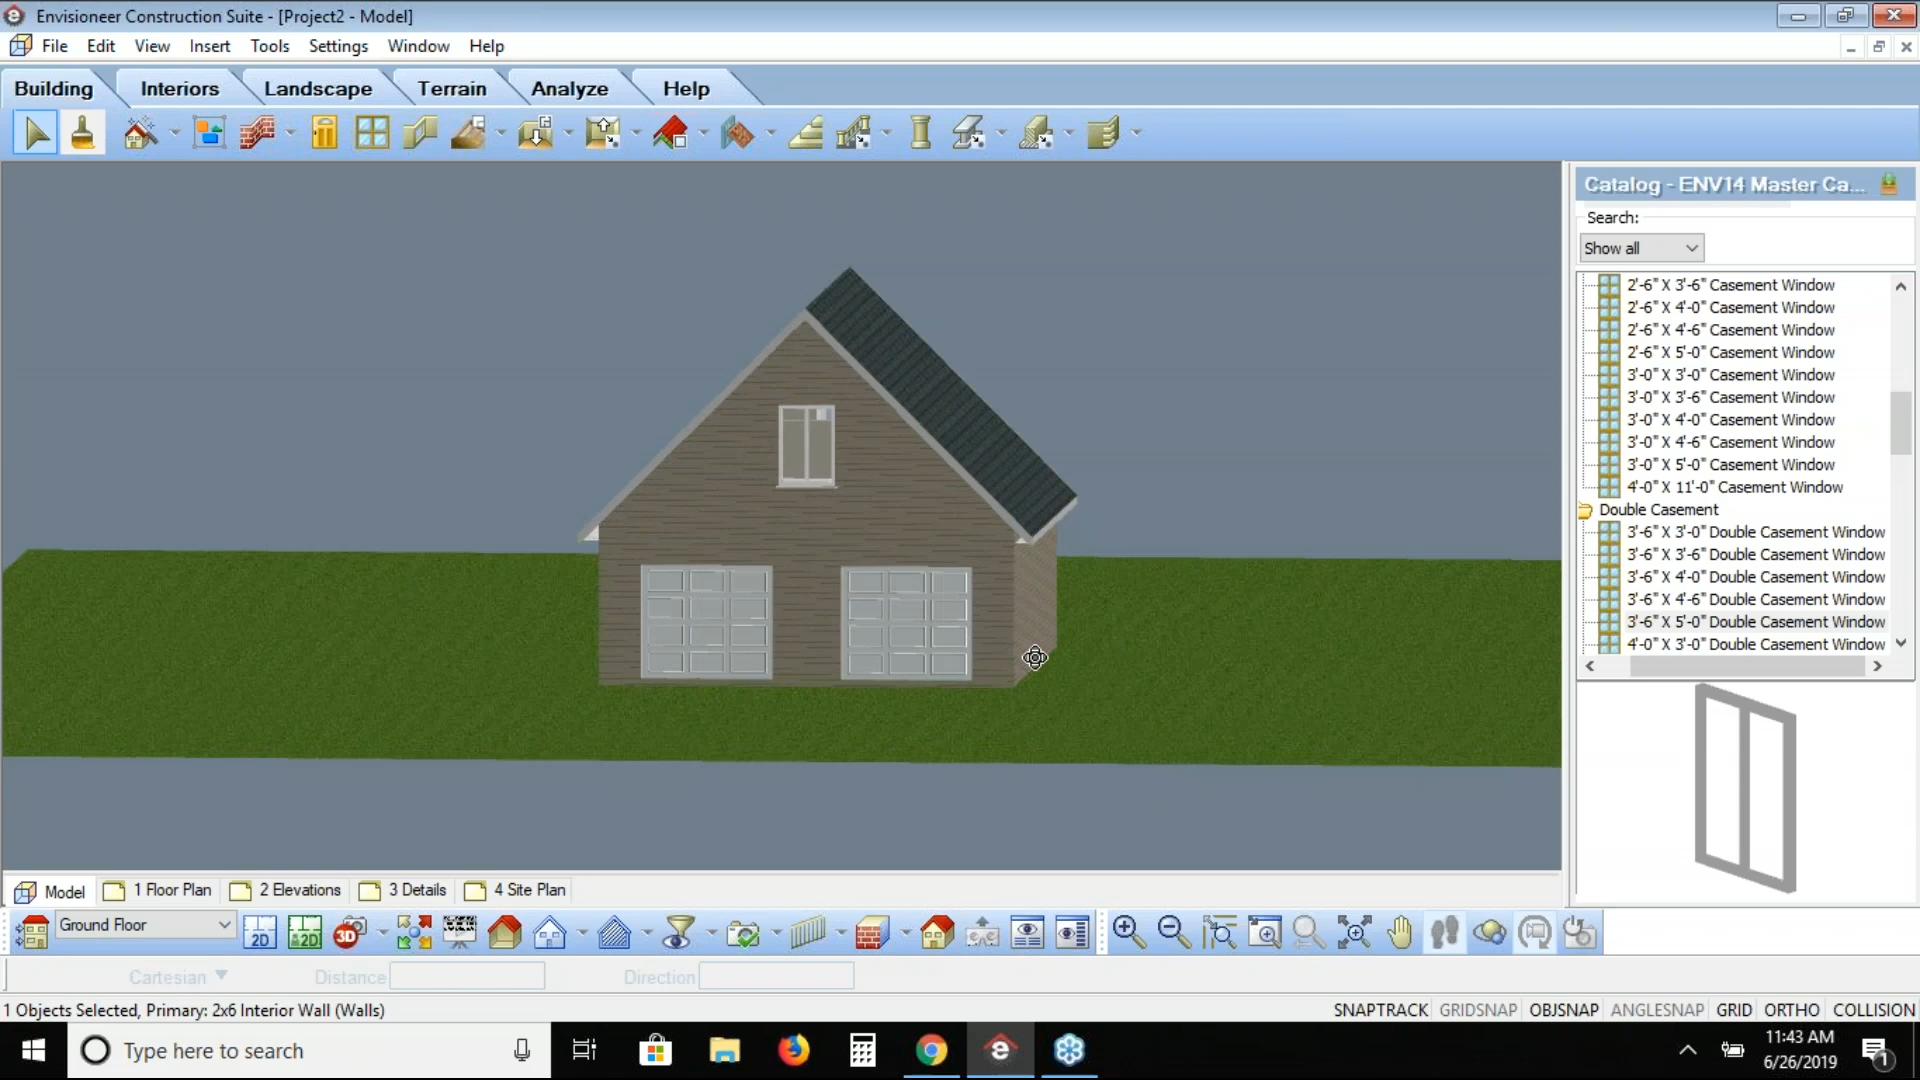 Envisioneer Construction Suite - [Project2 - Model]
File Edit View Insert Tools Settings Window Help
Building Interiors Landscape Terrain Analyze Help
Catalog - ENV14 Master Ca...
Search:
Show all
2'-6" X 3'-6" Casement Window
2'-6" X 4'-0" Casement Window
2'-6" X 4'-6" Casement Window
2'-6" X 5'-0" Casement Window
3'-0" X 3'-0" Casement Window
3'-0" X 3'-6" Casement Window
3'-0" X 4'-0" Casement Window
3'-0" X 4'-6" Casement Window
3'-0" X 5'-0" Casement Window
4'-0" X 11'-0" Casement Window
Double Casement
3'-6" X 3'-0" Double Casement Window
3'-6" X 3'-6" Double Casement Window
3'-6" X 4'-0" Double Casement Window
3'-6" X 4'-6" Double Casement Window
3'-6" X 5'-0" Double Casement Window
4'-0" X 3'-0" Double Casement Window
Model 1 Floor Plan 2 Elevations 3 Details 4 Site Plan
Ground Floor 2D 2D 3D
Cartesian Distance Direction
1 Objects Selected, Primary: 2x6 Interior Wall (Walls) SNAPTRACK GRIDSNAP OBJSNAP ANGLESNAP GRID ORTHO COLLISION
Type here to search
11:43 AM
6/26/2019
1